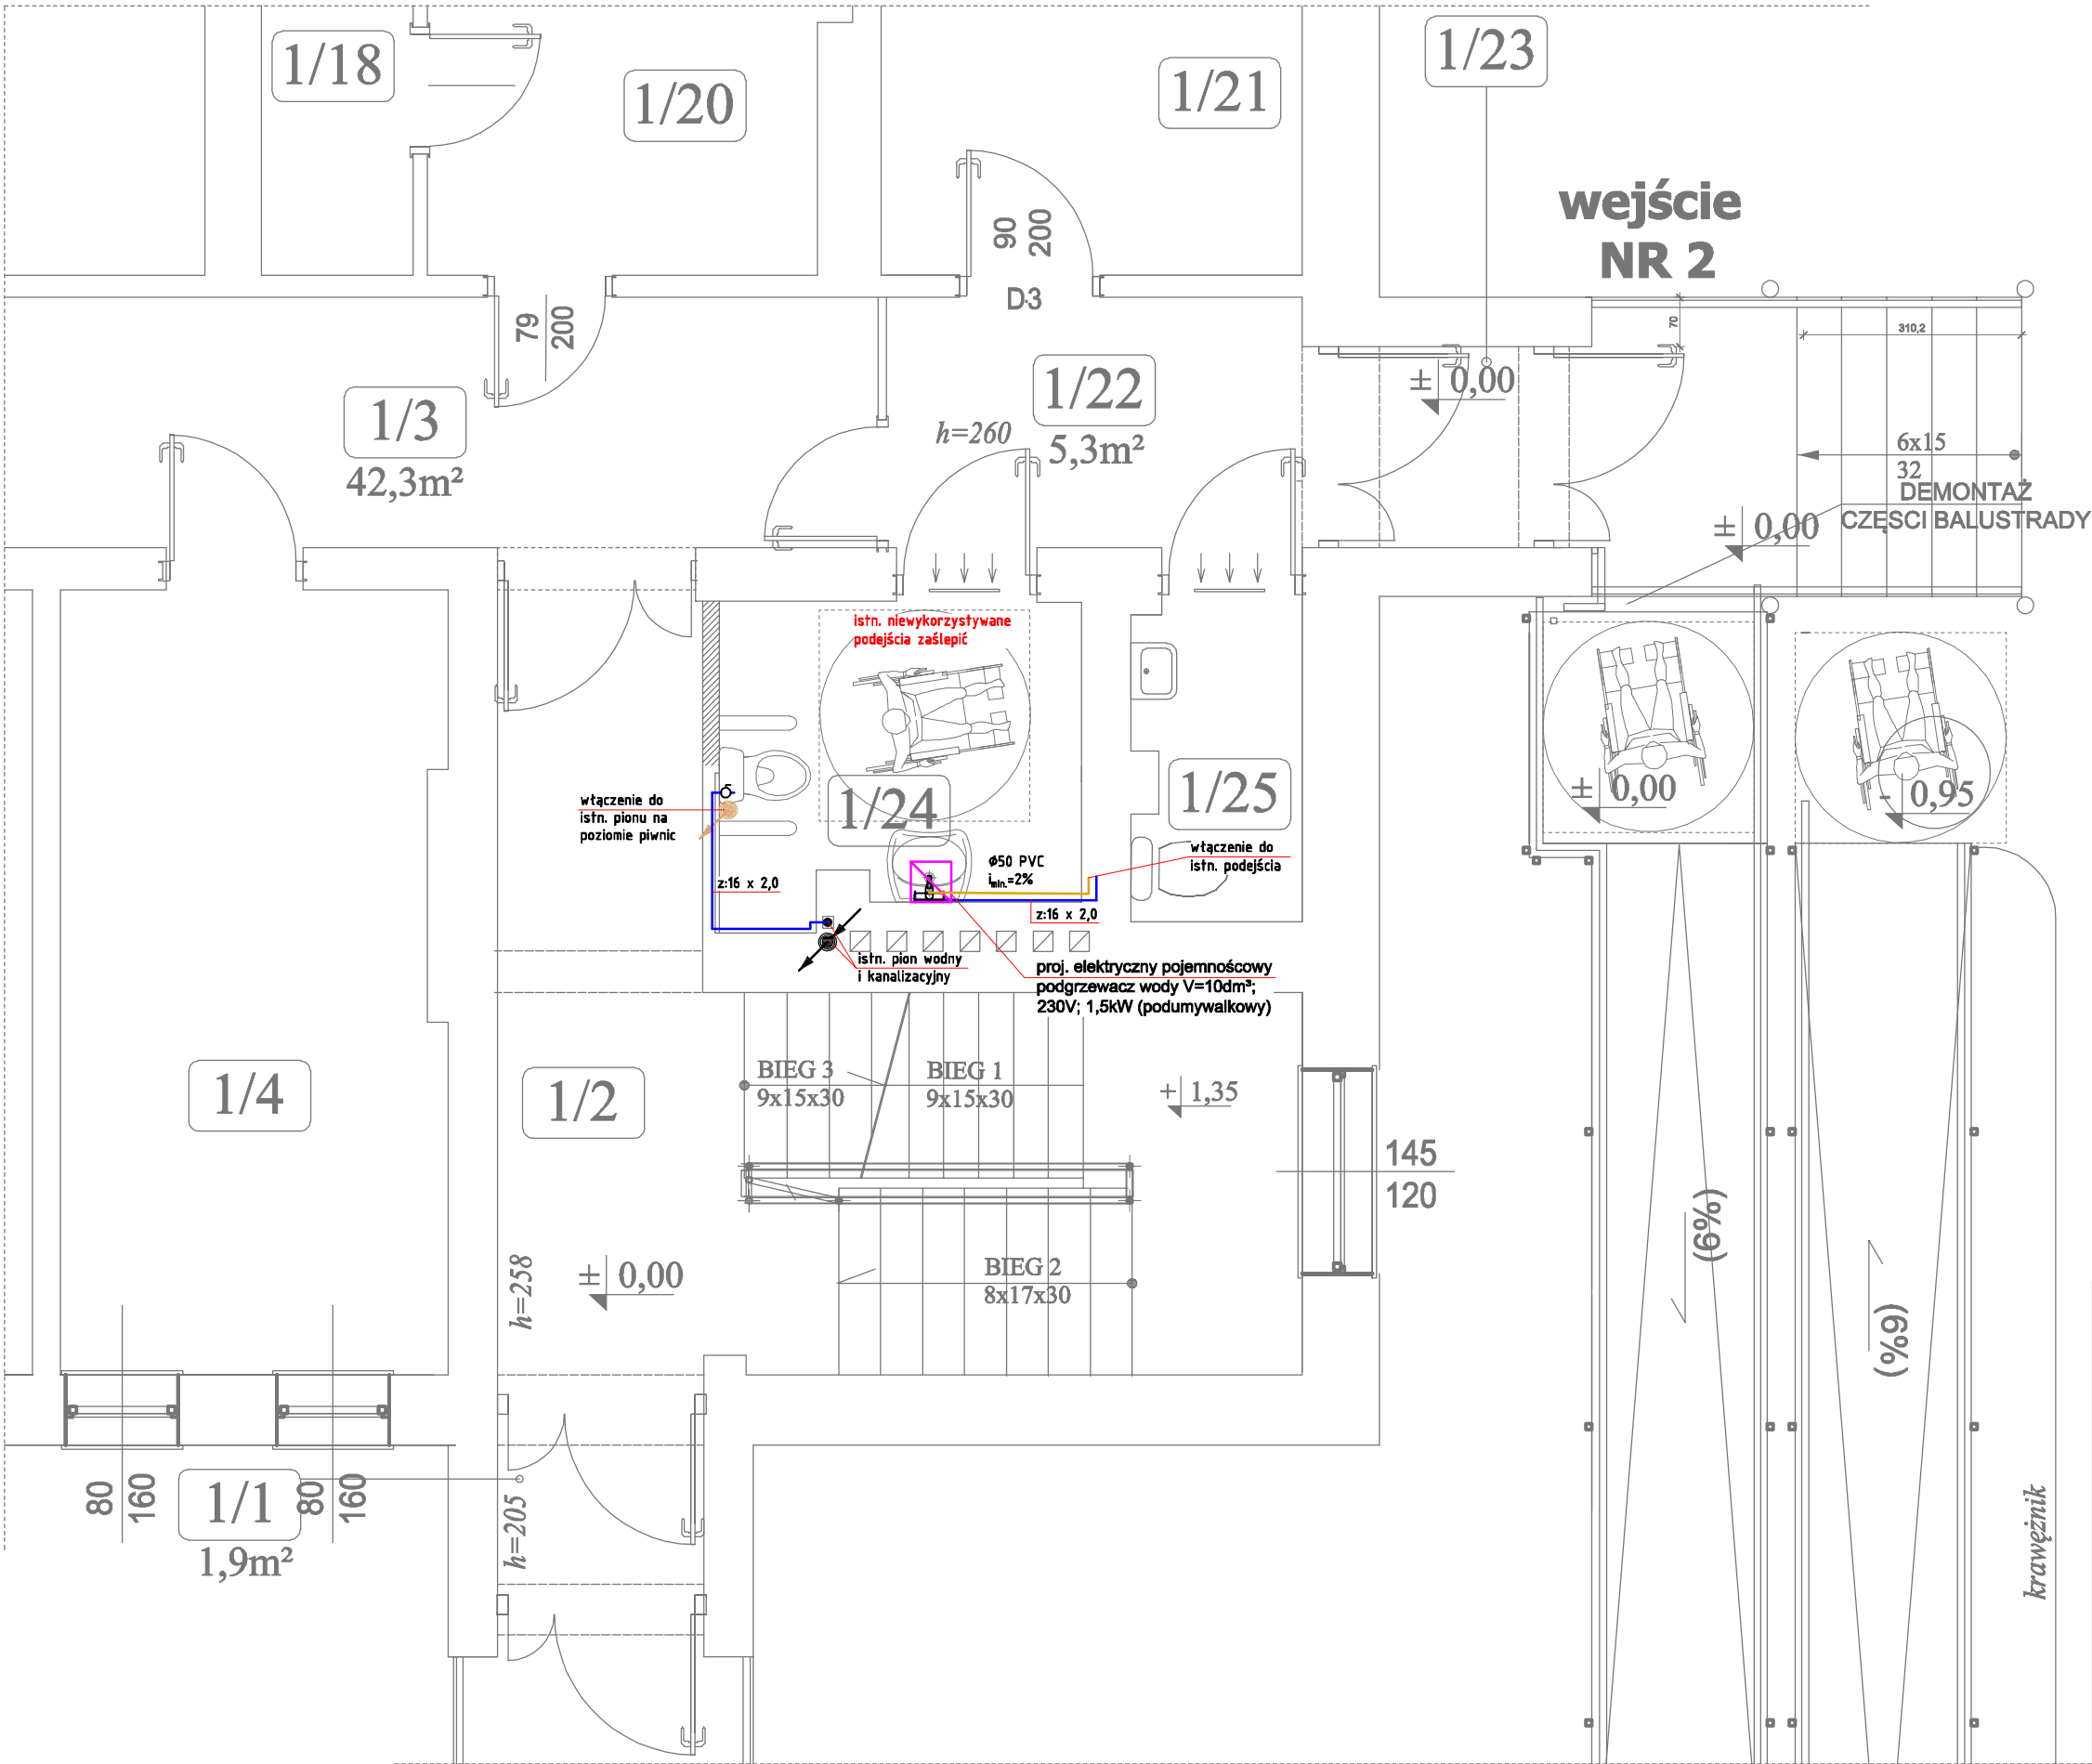 1/18
1/20
1/21
1/23
wejście
NR 2
90
200
D3
79
200
70
310,2
1/3
42,3m²
1/22
5,3m²
h=260
± 0,00
6x15
32
DEMONTAŻ
CZĘSCI BALUSTRADY
± 0,00
istn. niewykorzystywane
podejścia zaślepić
włączenie do
istn. pionu na
poziomie piwnic
1/24
1/25
± 0,00
- 0,95
z:16 x 2,0
Ø50 PVC
imin.=2%
włączenie do
istn. podejścia
z:16 x 2,0
istn. pion wodny
i kanalizacyjny
proj. elektryczny pojemnościowy
podgrzewacz wody V=10dm³;
230V; 1,5kW (podumywalkowy)
1/4
1/2
BIEG 3
9x15x30
BIEG 1
9x15x30
+ 1,35
145
120
BIEG 2
8x17x30
h=258
± 0,00
(6%)
(6%)
80
160
1/1
1,9m²
80
160
h=205
krawężnik